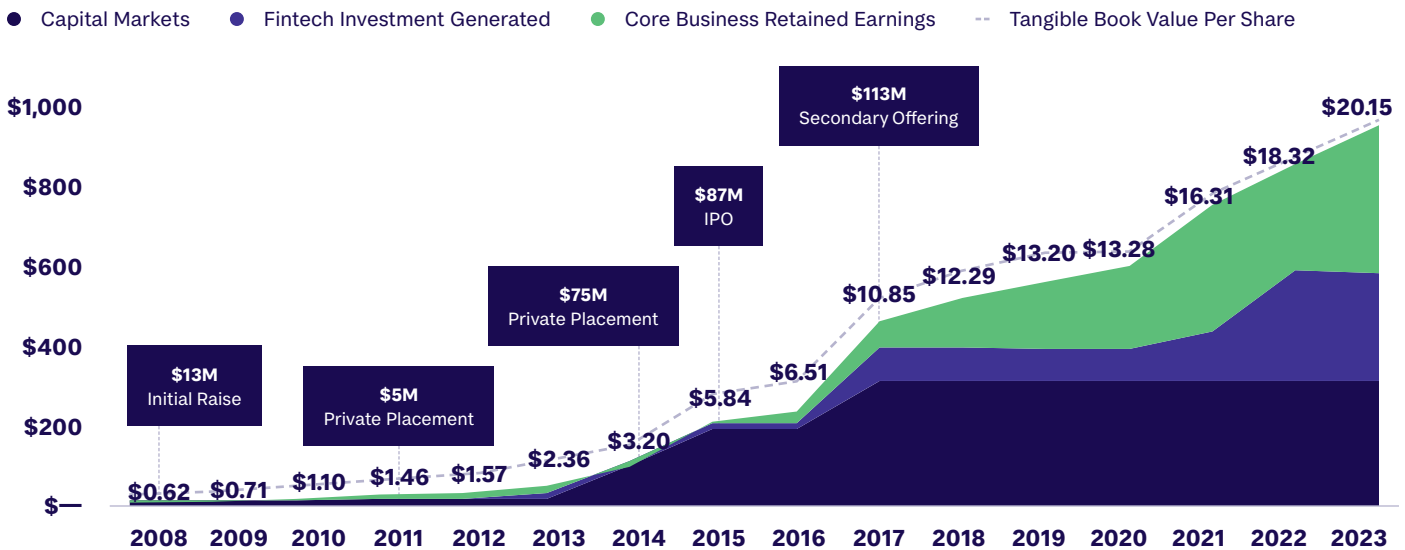 Capital Markets
Fintech Investment Generated
Core Business Retained Earnings
Tangible Book Value Per Share
$1,000
$800
$600
$400
$200
$—
$13M
Initial Raise
$5M
Private Placement
$75M
Private Placement
$87M
IPO
$113M
Secondary Offering
$0.62
$0.71
$1.10
$1.46
$1.57
$2.36
$3.20
$5.84
$6.51
$10.85
$12.29
$13.20
$13.28
$16.31
$18.32
$20.15
2008 2009 2010 2011 2012 2013 2014 2015 2016 2017 2018 2019 2020 2021 2022 2023